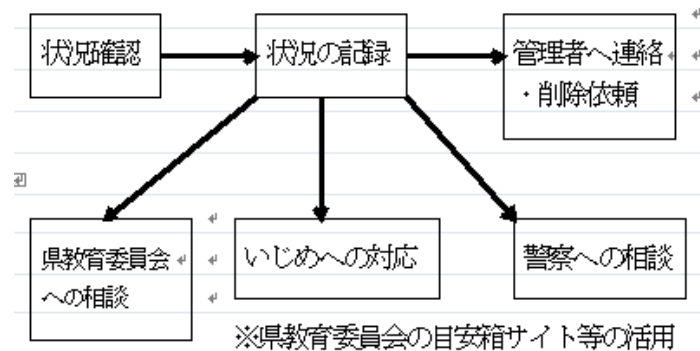 状況確認
状況の記録
管理者へ連絡
・削除依頼
県教育委員会
への相談
いじめへの対応
警察への相談
※県教育委員会の目安箱サイト等の活用